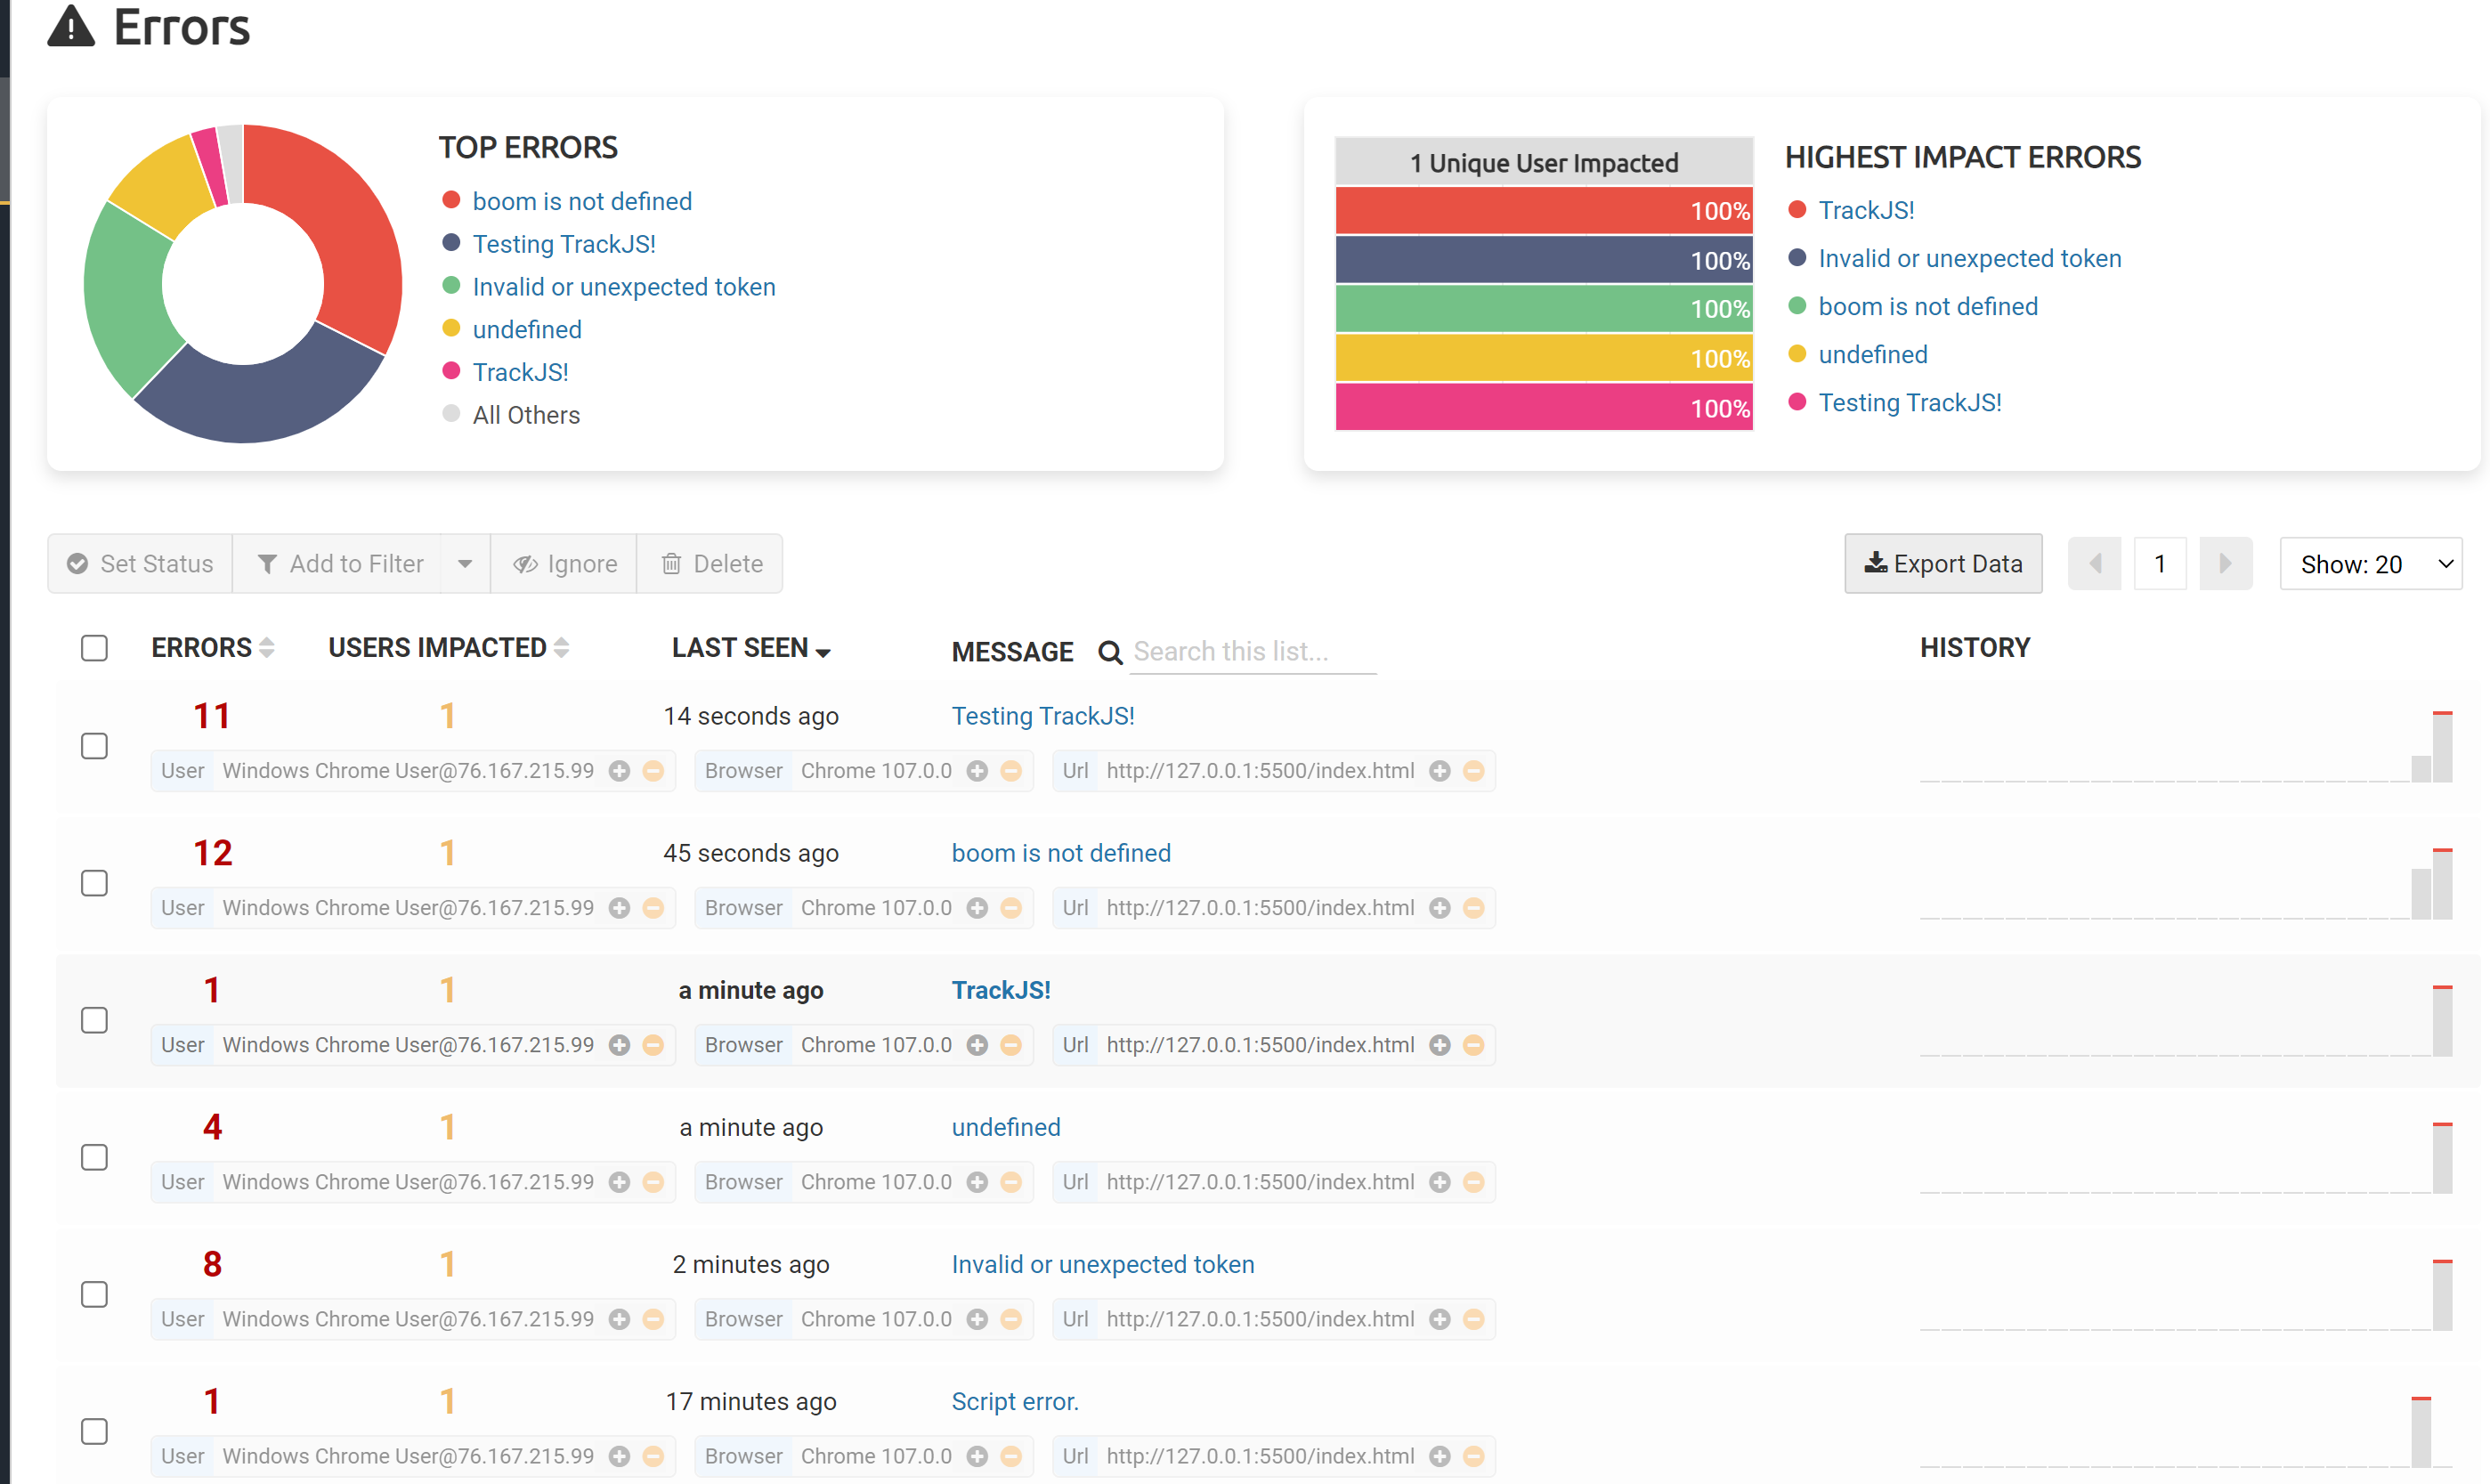 Errors
TOP ERRORS
boom is not defined
Testing TrackJS!
Invalid or unexpected token
undefined
TrackJS!
All Others
1 Unique User Impacted
100%
100%
100%
100%
100%
HIGHEST IMPACT ERRORS
TrackJS!
Invalid or unexpected token
boom is not defined
undefined
Testing TrackJS!
Set Status Add to Filter Ignore Delete Export Data 1 Show: 20
ERRORS USERS IMPACTED LAST SEEN MESSAGE Search this list... HISTORY
11 1 14 seconds ago Testing TrackJS!
User Windows Chrome User@76.167.215.99 Browser Chrome 107.0.0 Url http://127.0.0.1:5500/index.html
12 1 45 seconds ago boom is not defined
User Windows Chrome User@76.167.215.99 Browser Chrome 107.0.0 Url http://127.0.0.1:5500/index.html
1 1 a minute ago TrackJS!
User Windows Chrome User@76.167.215.99 Browser Chrome 107.0.0 Url http://127.0.0.1:5500/index.html
4 1 a minute ago undefined
User Windows Chrome User@76.167.215.99 Browser Chrome 107.0.0 Url http://127.0.0.1:5500/index.html
8 1 2 minutes ago Invalid or unexpected token
User Windows Chrome User@76.167.215.99 Browser Chrome 107.0.0 Url http://127.0.0.1:5500/index.html
1 1 17 minutes ago Script error.
User Windows Chrome User@76.167.215.99 Browser Chrome 107.0.0 Url http://127.0.0.1:5500/index.html